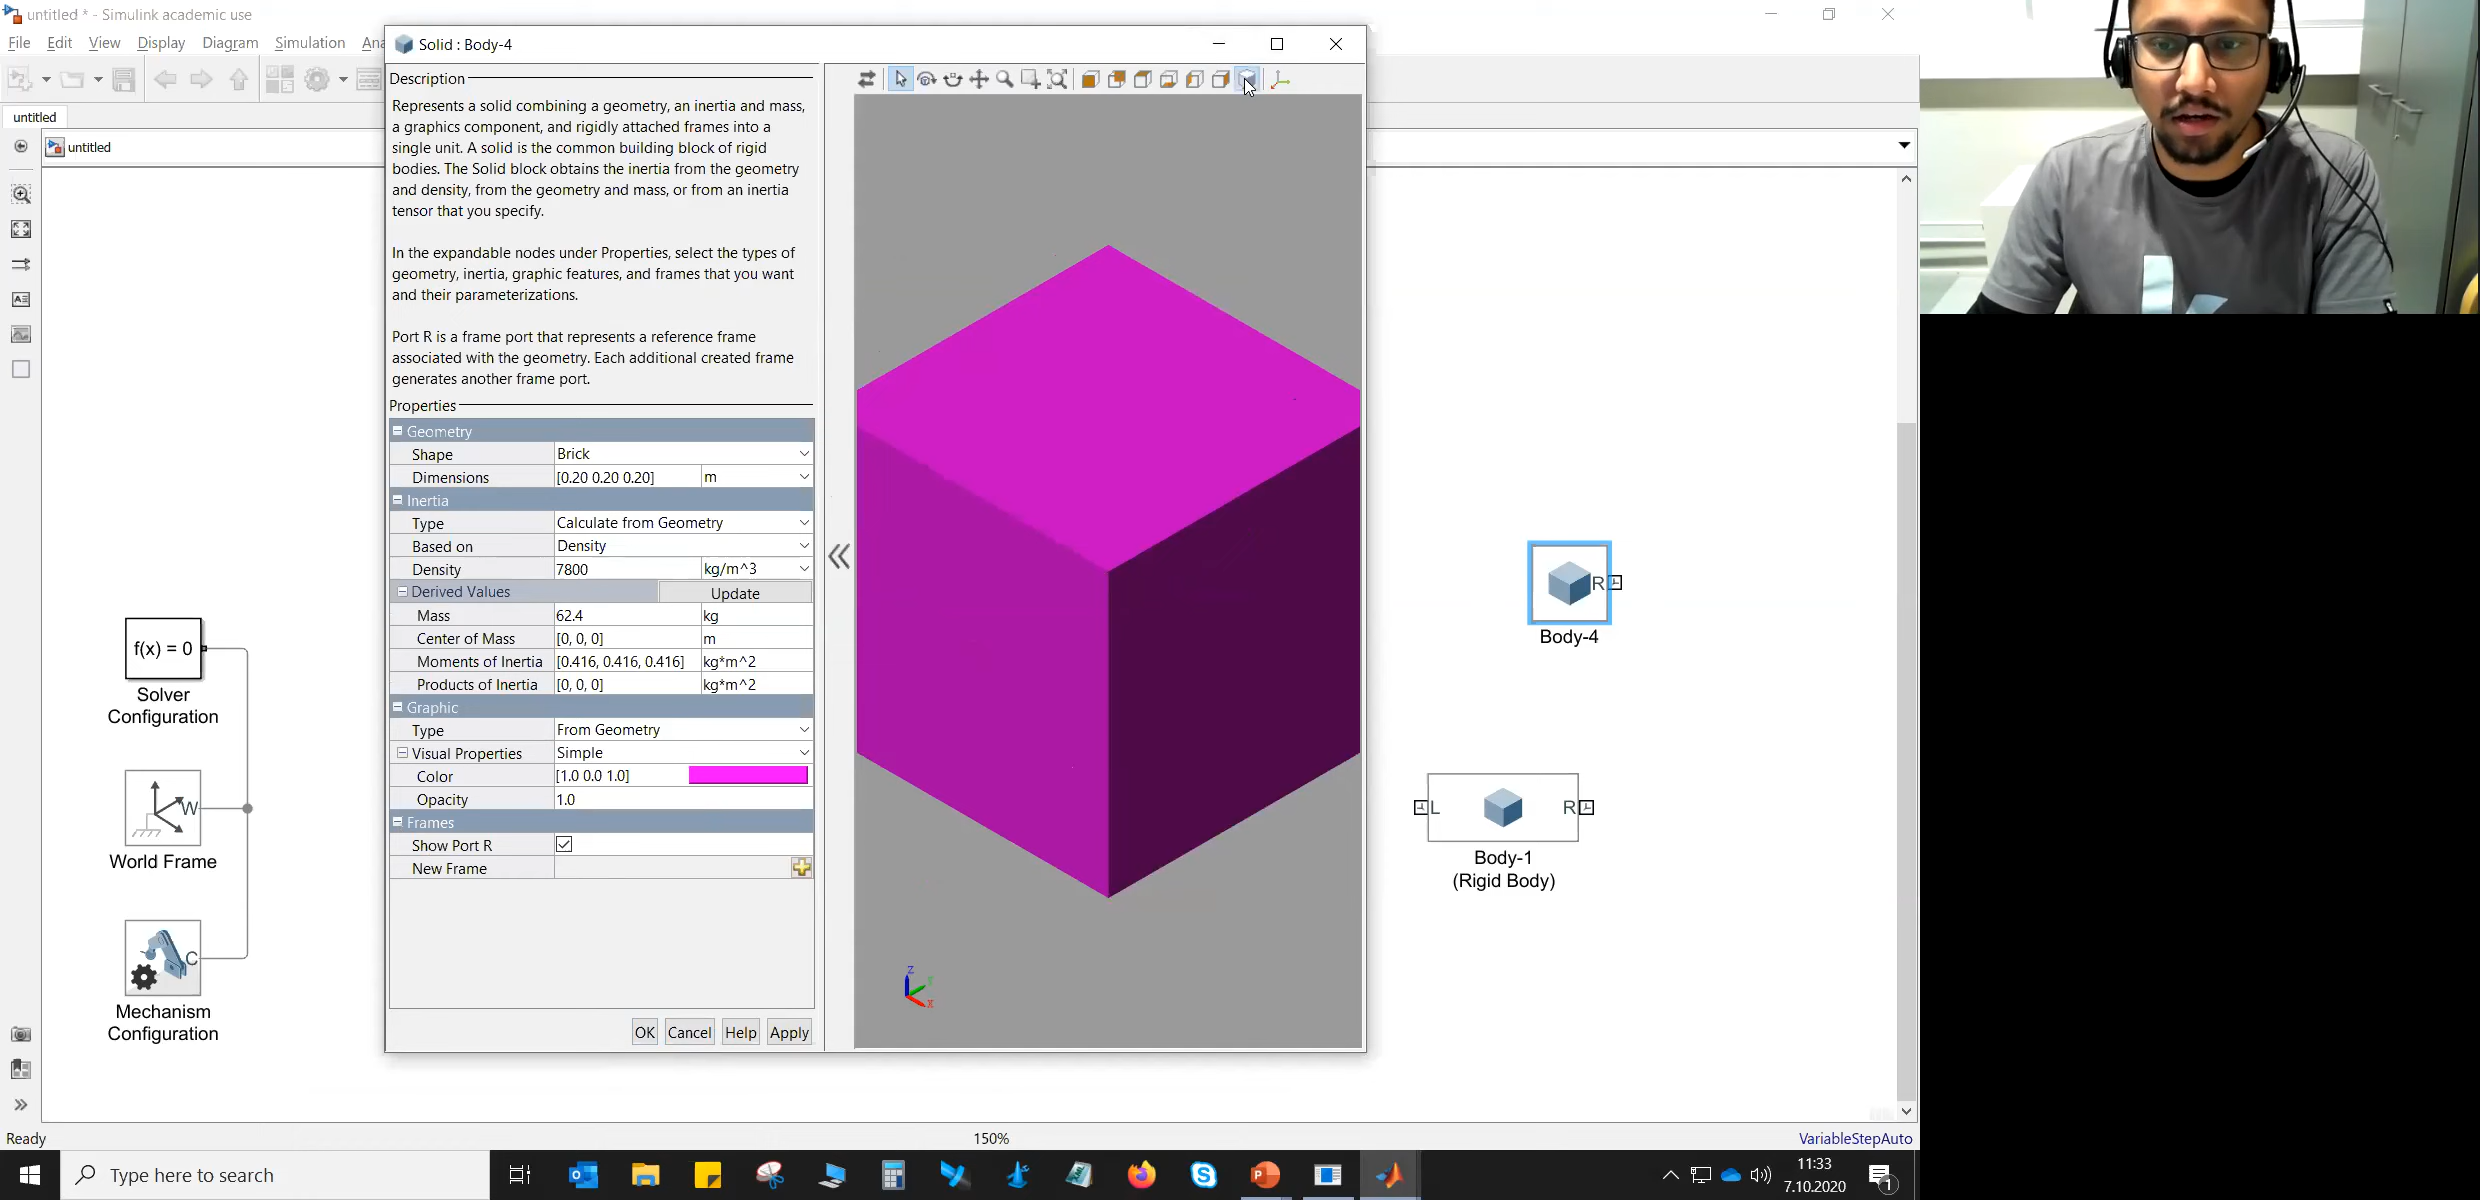 untitled * - Simulink academic use
File Edit View Display Diagram Simulation Ana
untitled
untitled
Solid : Body-4
Description
Represents a solid combining a geometry, an inertia and mass,
a graphics component, and rigidly attached frames into a
single unit. A solid is the common building block of rigid
bodies. The Solid block obtains the inertia from the geometry
and density, from the geometry and mass, or from an inertia
tensor that you specify.
In the expandable nodes under Properties, select the types of
geometry, inertia, graphic features, and frames that you want
and their parameterizations.
Port R is a frame port that represents a reference frame
associated with the geometry. Each additional created frame
generates another frame port.
Properties
Geometry
Shape Brick
Dimensions [0.20 0.20 0.20] m
Inertia
Type Calculate from Geometry
Based on Density
Density 7800 kg/m^3
Derived Values Update
Mass 62.4 kg
Center of Mass [0, 0, 0] m
Moments of Inertia [0.416, 0.416, 0.416] kg*m^2
Products of Inertia [0, 0, 0] kg*m^2
Graphic
Type From Geometry
Visual Properties Simple
Color [1.0 0.0 1.0]
Opacity 1.0
Frames
Show Port R
New Frame
OK Cancel Help Apply
z
Y
x
f(x) = 0
Solver
Configuration
W
World Frame
C
Mechanism
Configuration
R
Body-4
L R
Body-1
(Rigid Body)
Ready 150% VariableStepAuto
Type here to search
11:33
7.10.2020
1